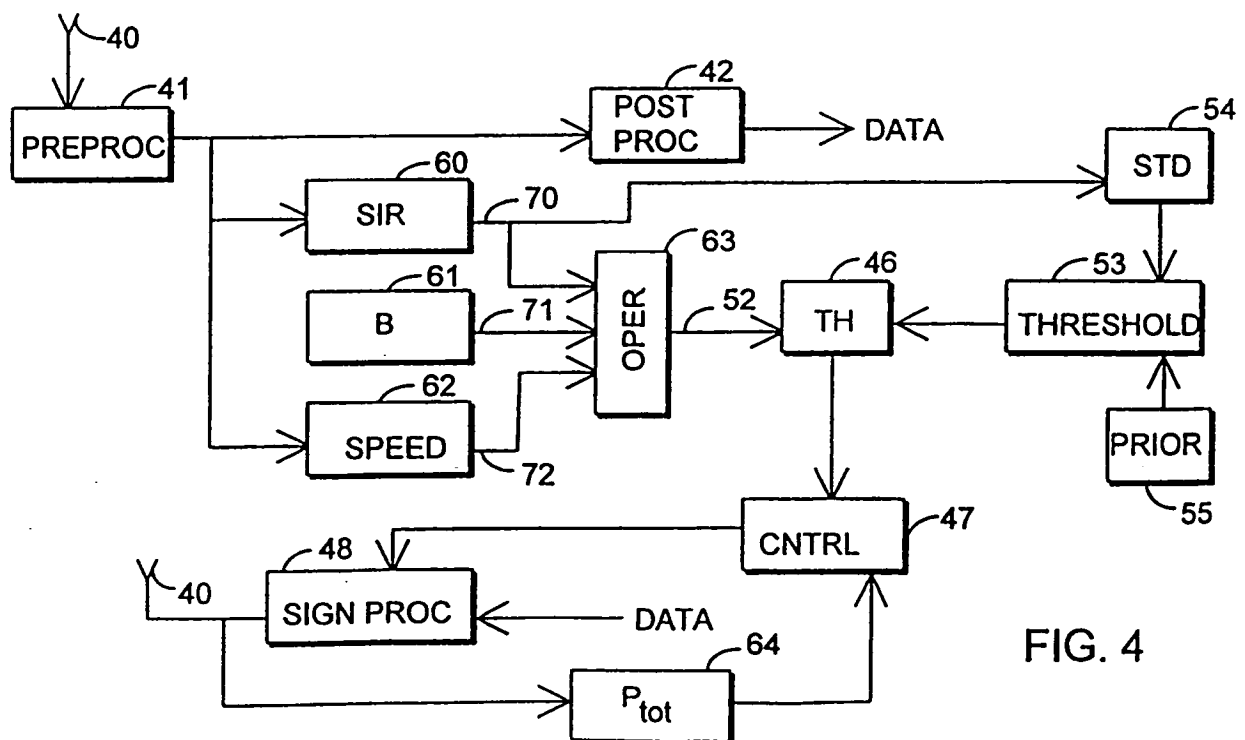 40
41
PREPROC
42
POST
PROC
DATA
54
STD
60
SIR
70
63
OPER
61
B
71
52
46
TH
53
THRESHOLD
62
SPEED
72
PRIOR
55
47
CNTRL
48
40
SIGN PROC
DATA
64
P_tot
FIG. 4